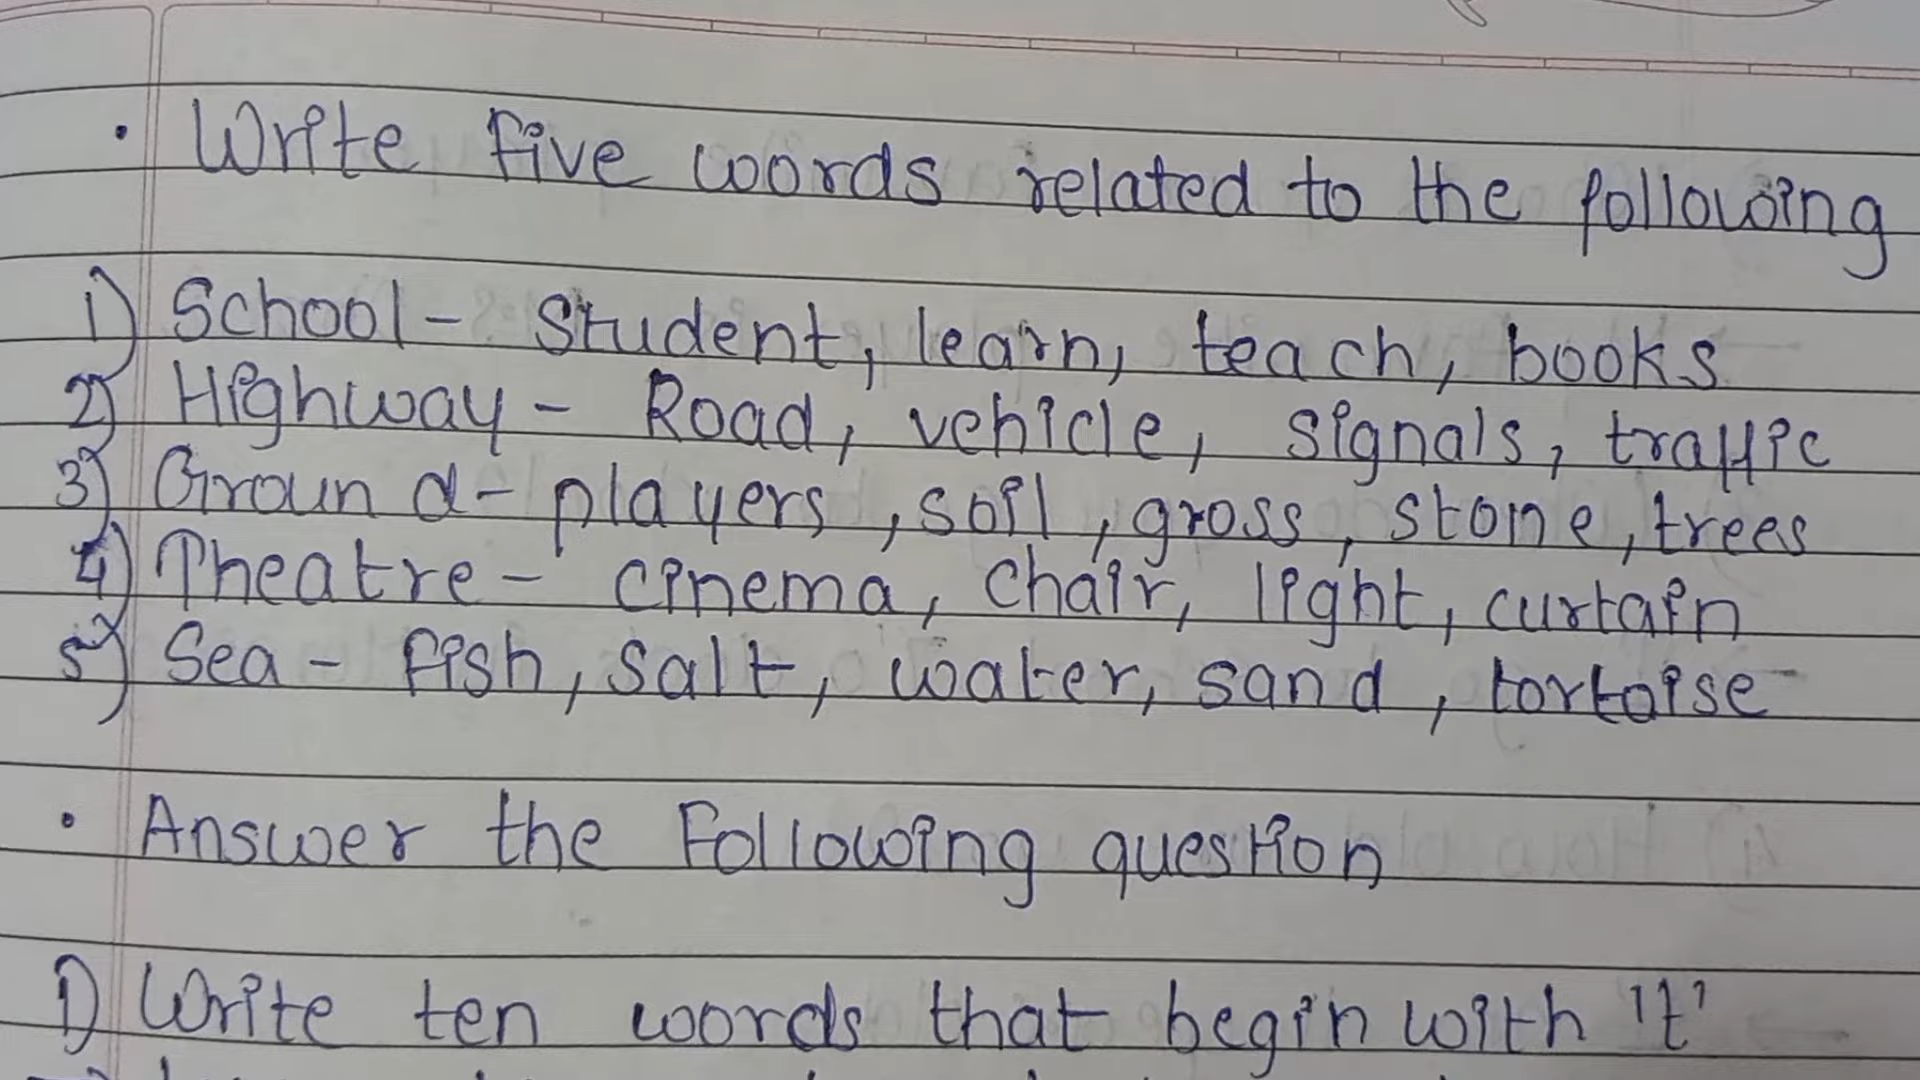 • Write five words related to the following
1) School - Student, learn, teach, books
2) Highway - Road, vehicle, signals, traffic
3) Ground - players, soil, gross, stone, trees
4) Theatre - cinema, chair, light, curtain
5) Sea - fish, salt, water, sand, tortoise
• Answer the Following question
1) Write ten words that begin with 't'